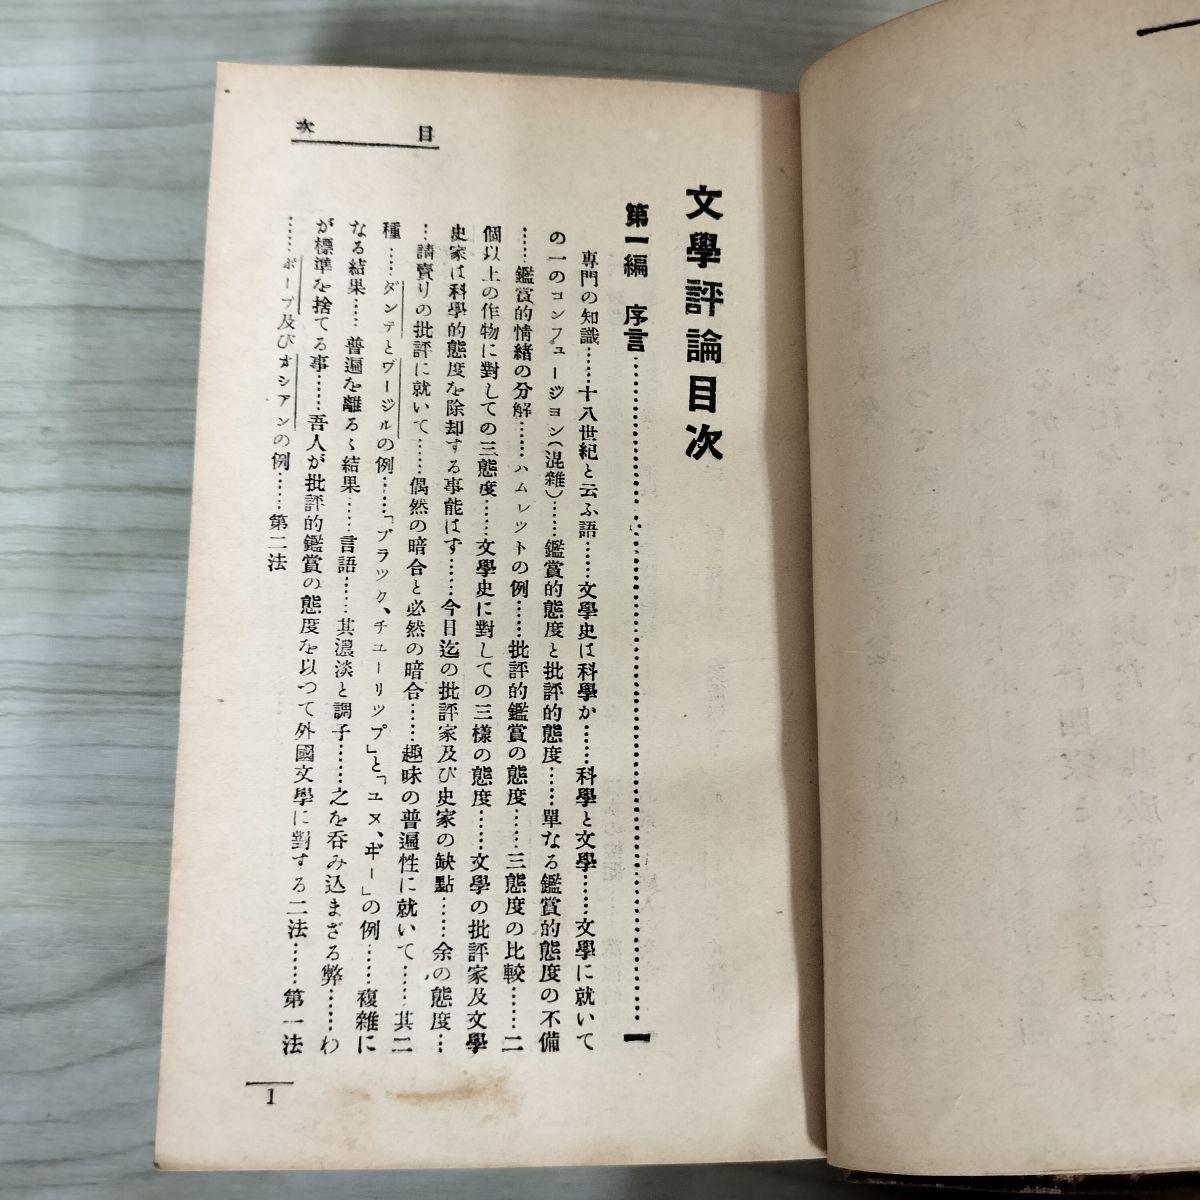 目次
文學評論目次
第一編 序言……………一
專門の知識……十八世紀と云ふ語……文學史は科學か……科學と文學……文學に就いて
の一のコンフュージョン(混雜)……鑑賞的態度と批評的態度……單なる鑑賞的態度の不備
……鑑賞的情緒の分解……ハムレットの例……批評的鑑賞の態度……三態度の比較……二
個以上の作物に對しての三態度……文學史に對しての三樣の態度……文學の批評家及文學
史家は科學的態度を除却する事能はず……今日迄の批評家及び史家の缺點……余の態度…
…請賣りの批評に就いて……偶然の暗合と必然の暗合……趣味の普遍性に就いて……其二
種……ダンテとヴージルの例……「ブラック、チューリップ」と「ユヌ、ギー」の例……複雜に
なる結果……普遍を離るゝ結果……言語……其濃淡と調子……之を呑み込まざる弊……わ
が標準を捨てる事……吾人が批評的鑑賞の態度を以つて外國文學に對する二法……第一法
……ポープ及びオシアンの例……第二法
1